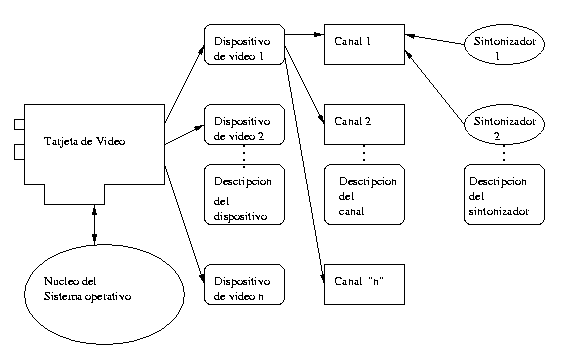 Dispositivo
de video 1
Canal 1
Sintonizador
1
Tarjeta de Video
Dispositivo
de video 2
Canal 2
Sintonizador
2
Descripcion
del
dispositivo
Descripcion
del
canal
Descripcion
del
sintonizador
Nucleo del
Sistema operativo
Dispositivo
de video n
Canal "n"